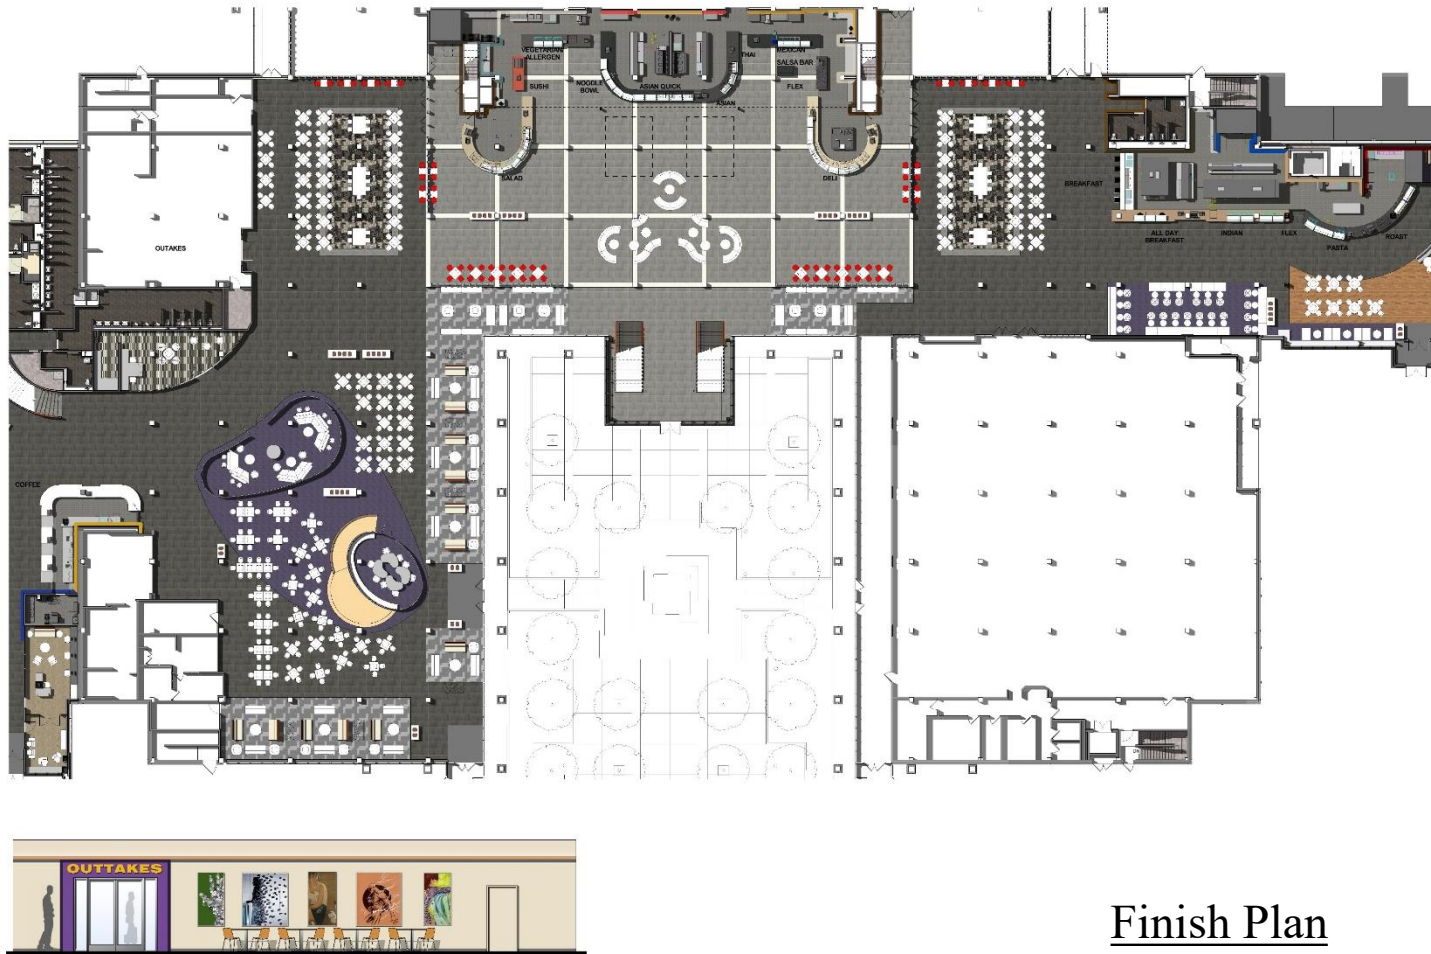 VEGETARIAN/
ALLERGEN
THAI
MEXICAN
SALSA BAR
SUSHI
NOODLE
BOWL
ASIAN QUICK
FLEX
ASIAN
SALAD
DELI
BREAKFAST
OUTAKES
ALL DAY
BREAKFAST
INDIAN
FLEX
PASTA
ROAST
COFFEE
OUTTAKES
Finish Plan